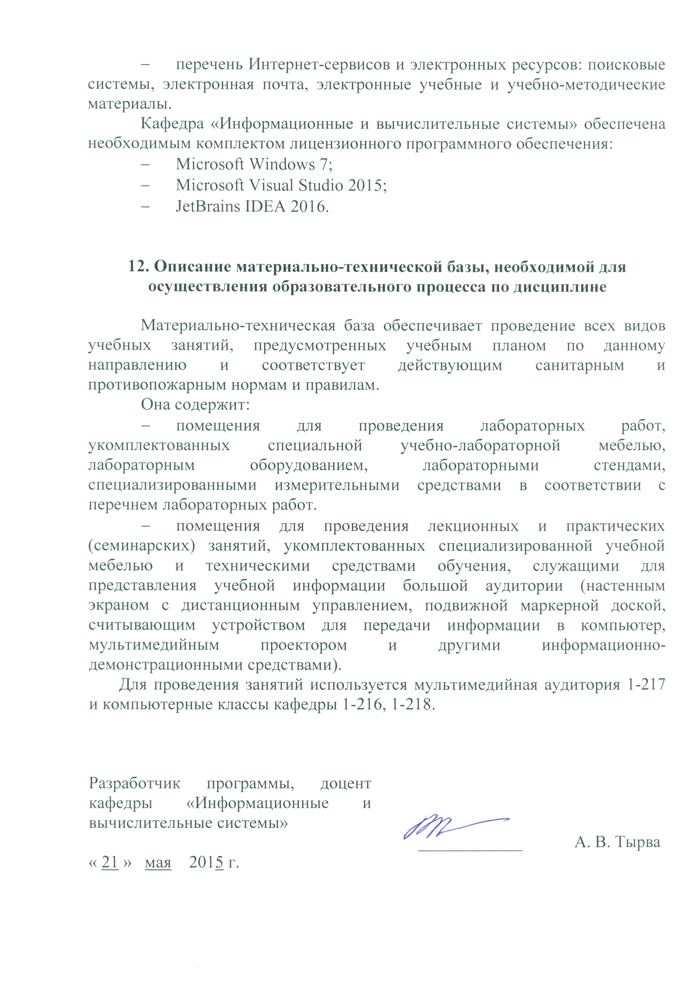 – перечень Интернет-сервисов и электронных ресурсов: поисковые
системы, электронная почта, электронные учебные и учебно-методические
материалы.
Кафедра «Информационные и вычислительные системы» обеспечена
необходимым комплектом лицензионного программного обеспечения:
– Microsoft Windows 7;
– Microsoft Visual Studio 2015;
– JetBrains IDEA 2016.
12. Описание материально-технической базы, необходимой для
осуществления образовательного процесса по дисциплине
Материально-техническая база обеспечивает проведение всех видов
учебных занятий, предусмотренных учебным планом по данному
направлению и соответствует действующим санитарным и
противопожарным нормам и правилам.
Она содержит:
– помещения для проведения лабораторных работ,
укомплектованных специальной учебно-лабораторной мебелью,
лабораторным оборудованием, лабораторными стендами,
специализированными измерительными средствами в соответствии с
перечнем лабораторных работ.
– помещения для проведения лекционных и практических
(семинарских) занятий, укомплектованных специализированной учебной
мебелью и техническими средствами обучения, служащими для
представления учебной информации большой аудитории (настенным
экраном с дистанционным управлением, подвижной маркерной доской,
считывающим устройством для передачи информации в компьютер,
мультимедийным проектором и другими информационно-
демонстрационными средствами).
Для проведения занятий используется мультимедийная аудитория 1-217
и компьютерные классы кафедры 1-216, 1-218.
Разработчик программы, доцент
кафедры «Информационные и
вычислительные системы»
А. В. Тырва
« 21 » мая 2015 г.